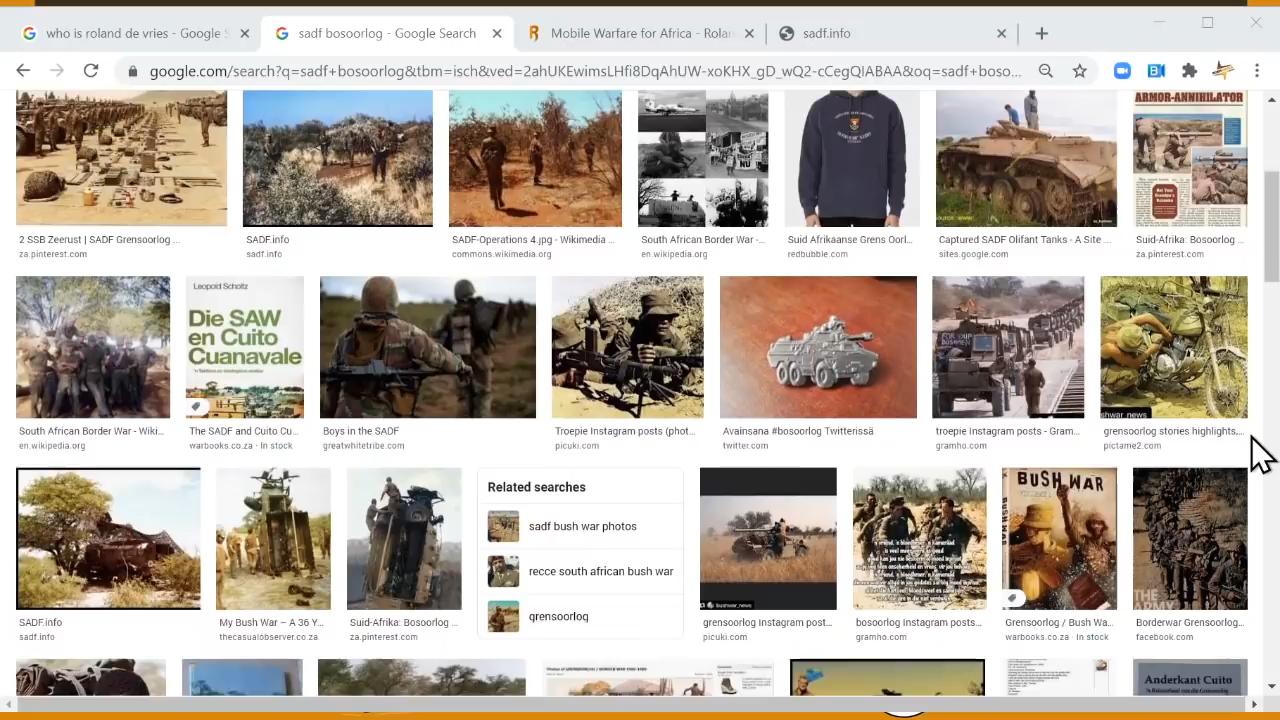 who is roland de vries - Google S
sadf bosoorlog - Google Search
Mobile Warfare for Africa - Rolan
sadf.info
google.com/search?q=sadf+bosoorlog&tbm=isch&ved=2ahUKEwimsLHfi8DqAhUW-xoKHX_gD_wQ2-cCegQIABAA&oq=sadf+boso...
ARMOR-ANNIHILATOR
2 SSB Zeerust | SADF Grensoorlog ...
za.pinterest.com
SADF.info
sadf.info
SADF-Operations 4.jpg - Wikimedia ...
commons.wikimedia.org
South African Border War -...
en.wikipedia.org
Suid Afrikaanse Grens Oorl...
redbubble.com
Captured SADF Olifant Tanks - A Site ...
sites.google.com
Suid-Afrika: Bosoorlog ...
za.pinterest.com
Leopold Scholtz
Die SAW
en Cuito
Cuanavale
shwar_news
South African Border War - Wiki...
en.wikipedia.org
The SADF and Cuito Cu...
warbooks.co.za · In stock
Boys in the SADF
greatwhitetribe.com
Troepie Instagram posts (phot...
picuki.com
Avainsana #bosoorlog Twitterissä
twitter.com
troepie Instagram posts - Gram...
gramho.com
grensoorlog stories highlights,...
pictame2.com
Related searches
sadf bush war photos
recce south african bush war
grensoorlog
bushwar_news
BUSH WAR
SADF.info
sadf.info
My Bush War – A 36 Y...
thecasualobserver.co.za
Suid-Afrika: Bosoorlog ...
za.pinterest.com
grensoorlog Instagram post...
picuki.com
bosoorlog Instagram posts...
gramho.com
Grensoorlog / Bush Wa...
warbooks.co.za · In stock
Borderwar Grensoorlog...
facebook.com
Anderkant Cuito